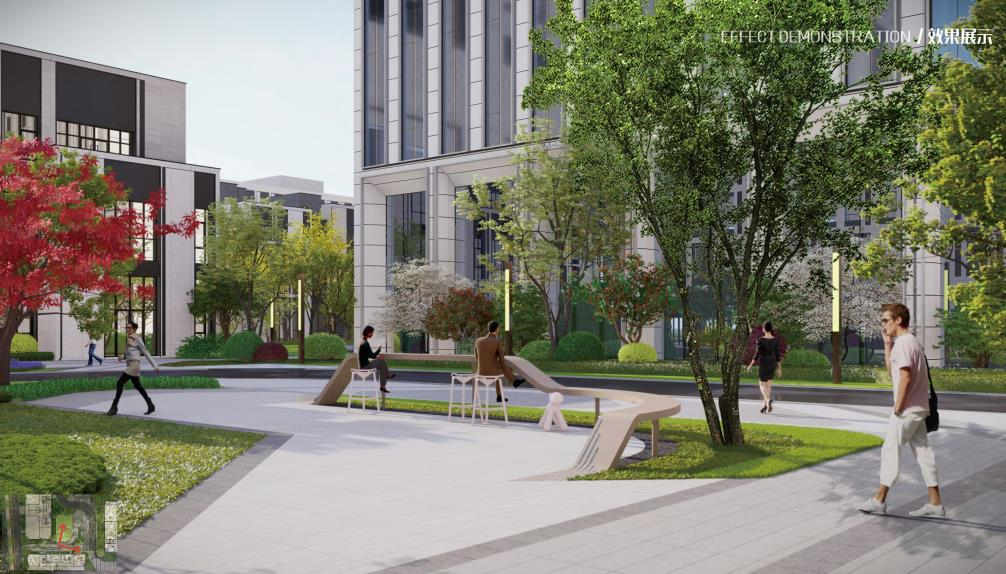 EFFECT DEMONSTRATION / 效果展示